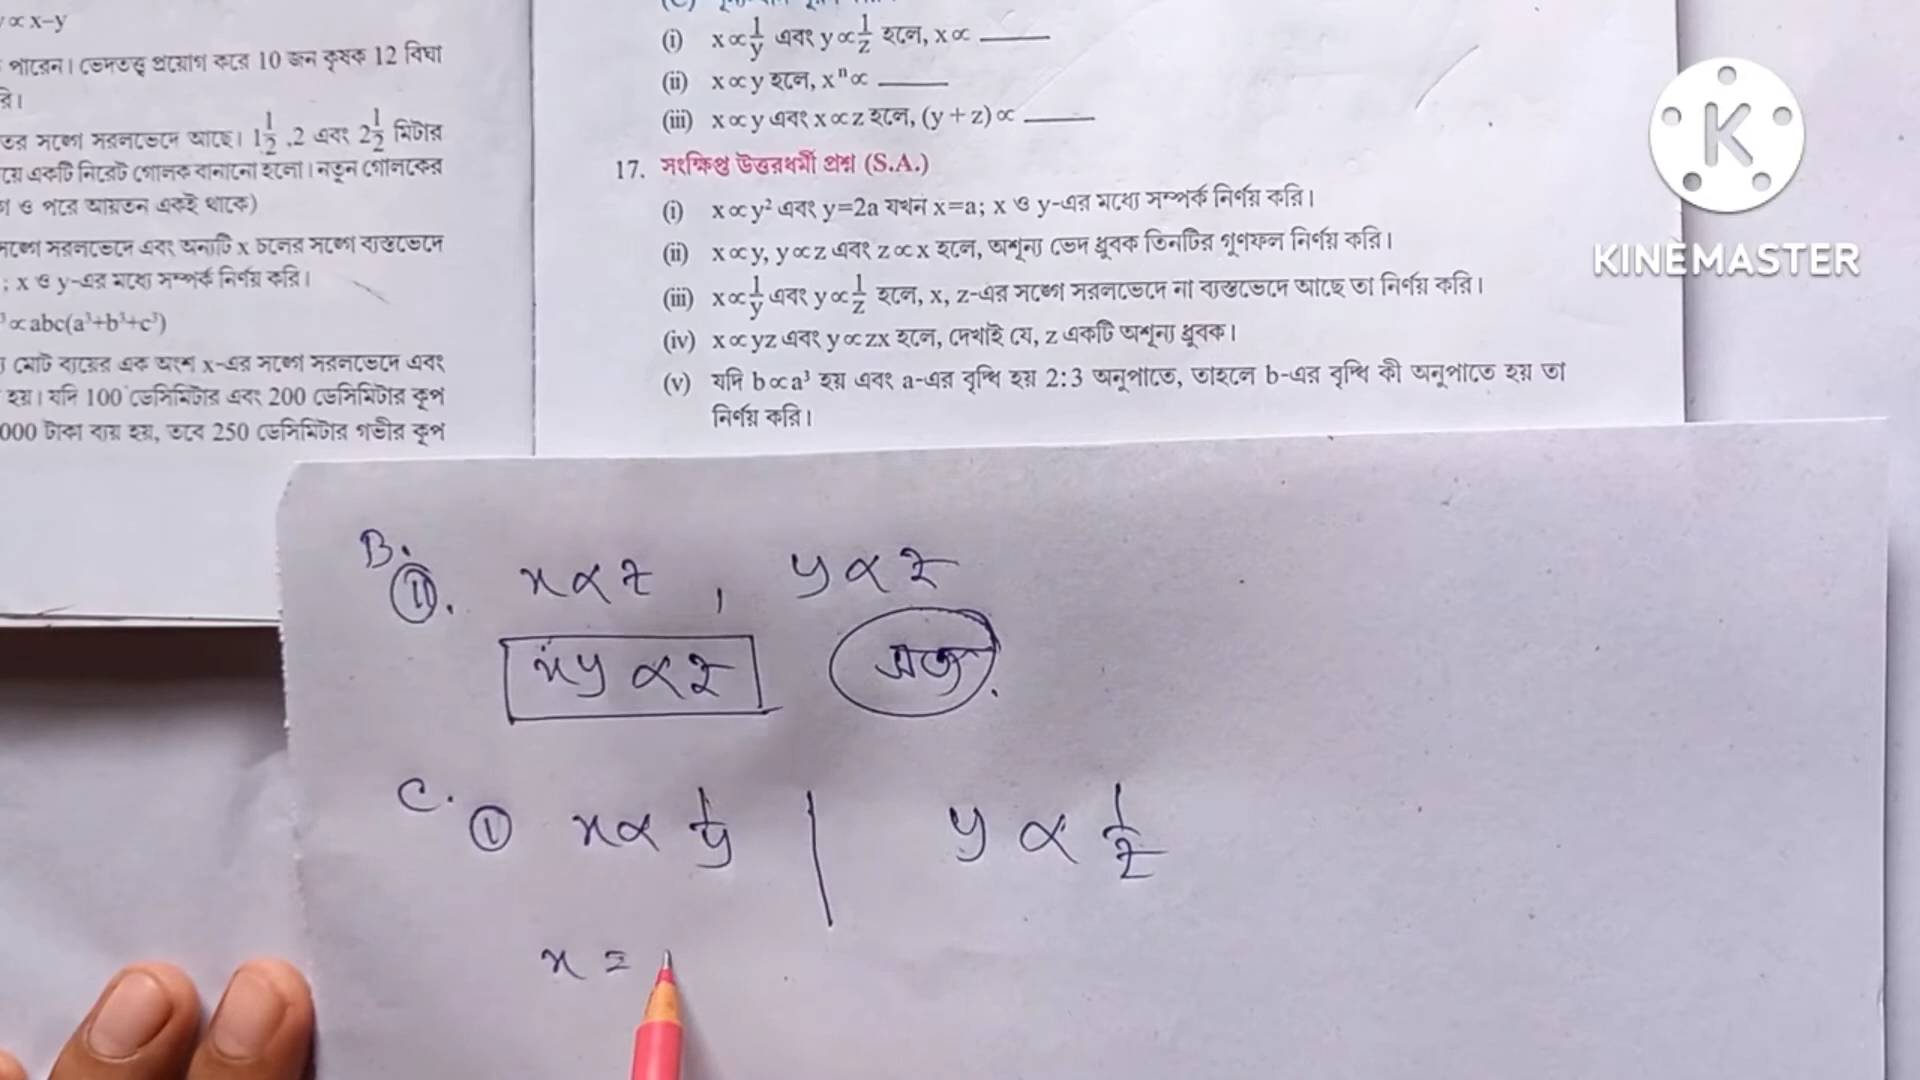 ∝ x–y
পারেন। ভেদতত্ত্ব প্রয়োগ করে 10 জন কৃষক 12 বিঘা
রি।
সঙ্গে সরলভেদে আছে। 1½ ,2 এবং 2½ মিটার
য়ে একটি নিরেট গোলক বানানো হলো। নতুন গোলকের
ও পরে আয়তন একই থাকে)
সঙ্গে সরলভেদে এবং অন্যটি x চলের সঙ্গে ব্যস্তভেদে
; x ও y-এর মধ্যে সম্পর্ক নির্ণয় করি।
∝ abc(a³+b³+c³)
মোট ব্যয়ের এক অংশ x-এর সঙ্গে সরলভেদে এবং
হয়। যদি 100 ডেসিমিটার এবং 200 ডেসিমিটার কূপ
000 টাকা ব্যয় হয়, তবে 250 ডেসিমিটার গভীর কূপ
(i) x∝1/y এবং y∝1/z হলে, x∝ ____
(ii) x∝y হলে, xⁿ∝ ____
(iii) x∝y এবং x∝z হলে, (y+z)∝ ____
17. সংক্ষিপ্ত উত্তরধর্মী প্রশ্ন (S.A.)
(i) x∝y² এবং y=2a যখন x=a; x ও y-এর মধ্যে সম্পর্ক নির্ণয় করি।
(ii) x∝y, y∝z এবং z∝x হলে, অশূন্য ভেদ ধ্রুবক তিনটির গুণফল নির্ণয় করি।
(iii) x∝1/y এবং y∝1/z হলে, x, z-এর সঙ্গে সরলভেদে না ব্যস্তভেদে আছে তা নির্ণয় করি।
(iv) x∝yz এবং y∝zx হলে, দেখাই যে, z একটি অশূন্য ধ্রুবক।
(v) যদি b∝a³ হয় এবং a-এর বৃদ্ধি হয় 2:3 অনুপাতে, তাহলে b-এর বৃদ্ধি কী অনুপাতে হয় তা
নির্ণয় করি।
K
KINEMASTER
B.
(ii). x ∝ z , y ∝ z
xy ∝ z
C.
(i) x ∝ 1/y | y ∝ 1/z
x =